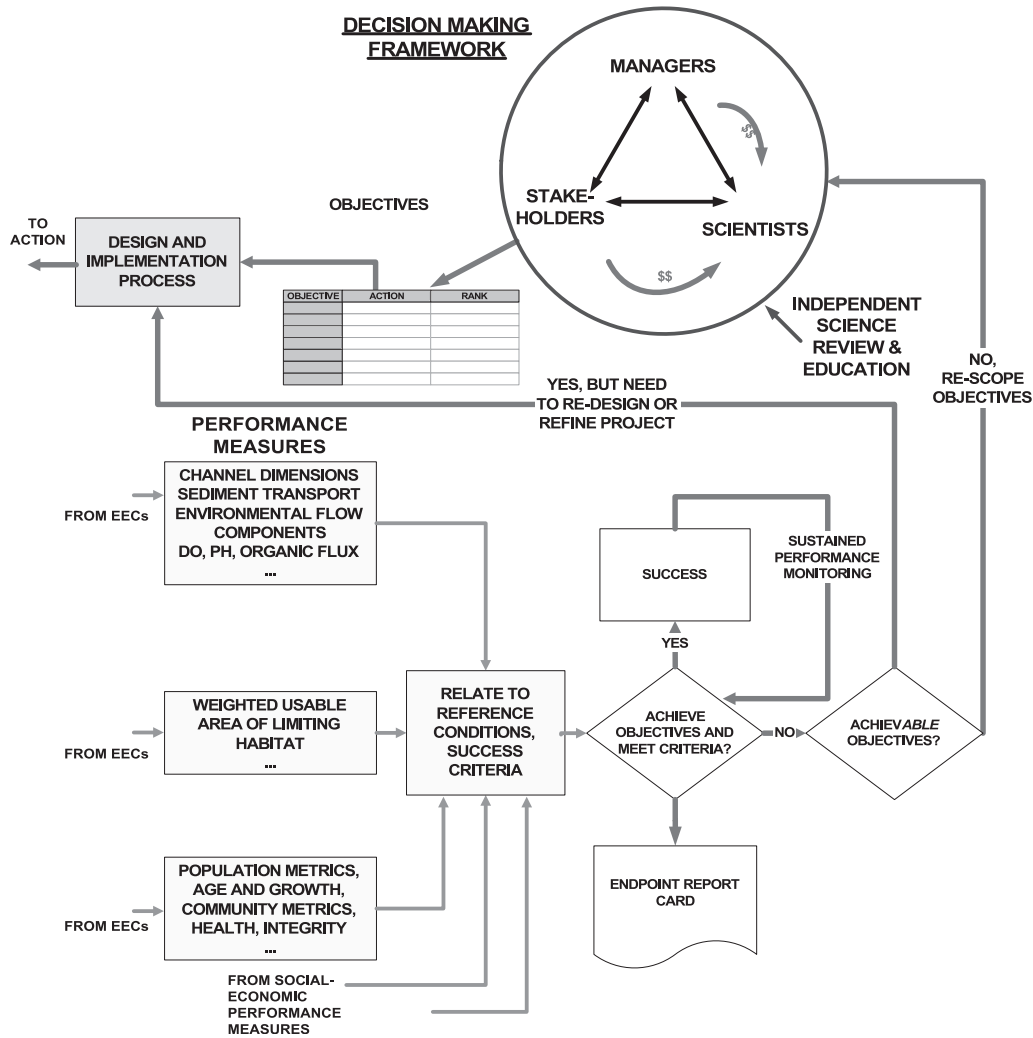 DECISION MAKING
FRAMEWORK
MANAGERS
$$
STAKE-
HOLDERS
SCIENTISTS
$$
OBJECTIVES
TO
ACTION
DESIGN AND
IMPLEMENTATION
PROCESS
OBJECTIVE ACTION RANK
INDEPENDENT
SCIENCE
REVIEW &
EDUCATION
NO,
RE-SCOPE
OBJECTIVES
YES, BUT NEED
TO RE-DESIGN OR
REFINE PROJECT
PERFORMANCE
MEASURES
CHANNEL DIMENSIONS
SEDIMENT TRANSPORT
ENVIRONMENTAL FLOW
COMPONENTS
DO, PH, ORGANIC FLUX
...
FROM EECs
SUCCESS
SUSTAINED
PERFORMANCE
MONITORING
YES
WEIGHTED USABLE
AREA OF LIMITING
HABITAT
...
FROM EECs
RELATE TO
REFERENCE
CONDITIONS,
SUCCESS
CRITERIA
ACHIEVE
OBJECTIVES AND
MEET CRITERIA?
NO
ACHIEVABLE
OBJECTIVES?
POPULATION METRICS,
AGE AND GROWTH,
COMMUNITY METRICS,
HEALTH, INTEGRITY
...
FROM EECs
ENDPOINT REPORT
CARD
FROM SOCIAL-
ECONOMIC
PERFORMANCE
MEASURES